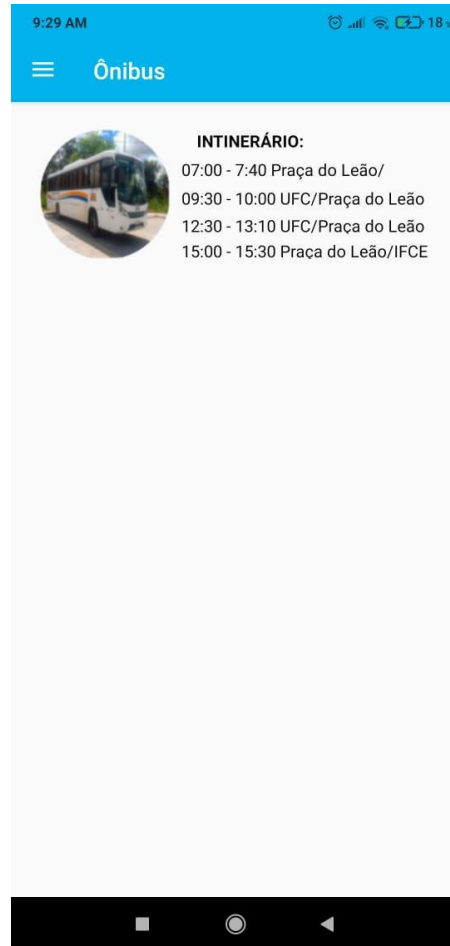 9:29 AM
18
Ônibus
INTINERÁRIO:
07:00 - 7:40 Praça do Leão/
09:30 - 10:00 UFC/Praça do Leão
12:30 - 13:10 UFC/Praça do Leão
15:00 - 15:30 Praça do Leão/IFCE